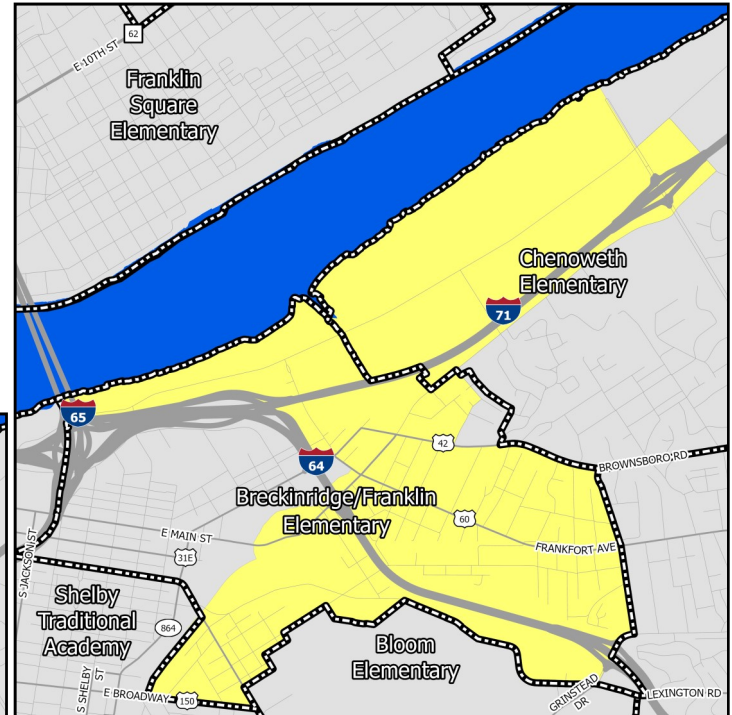 62
E 10TH ST
Franklin
Square
Elementary
Chenoweth
Elementary
71
65
42
64
BROWNSBORO RD
Breckinridge/Franklin
Elementary
60
E MAIN ST
31E
FRANKFORT AVE
S JACKSON ST
Shelby
Traditional
Academy
864
Bloom
Elementary
S SHELBY
ST
E BROADWAY
150
GRINSTEAD
DR
LEXINGTON RD